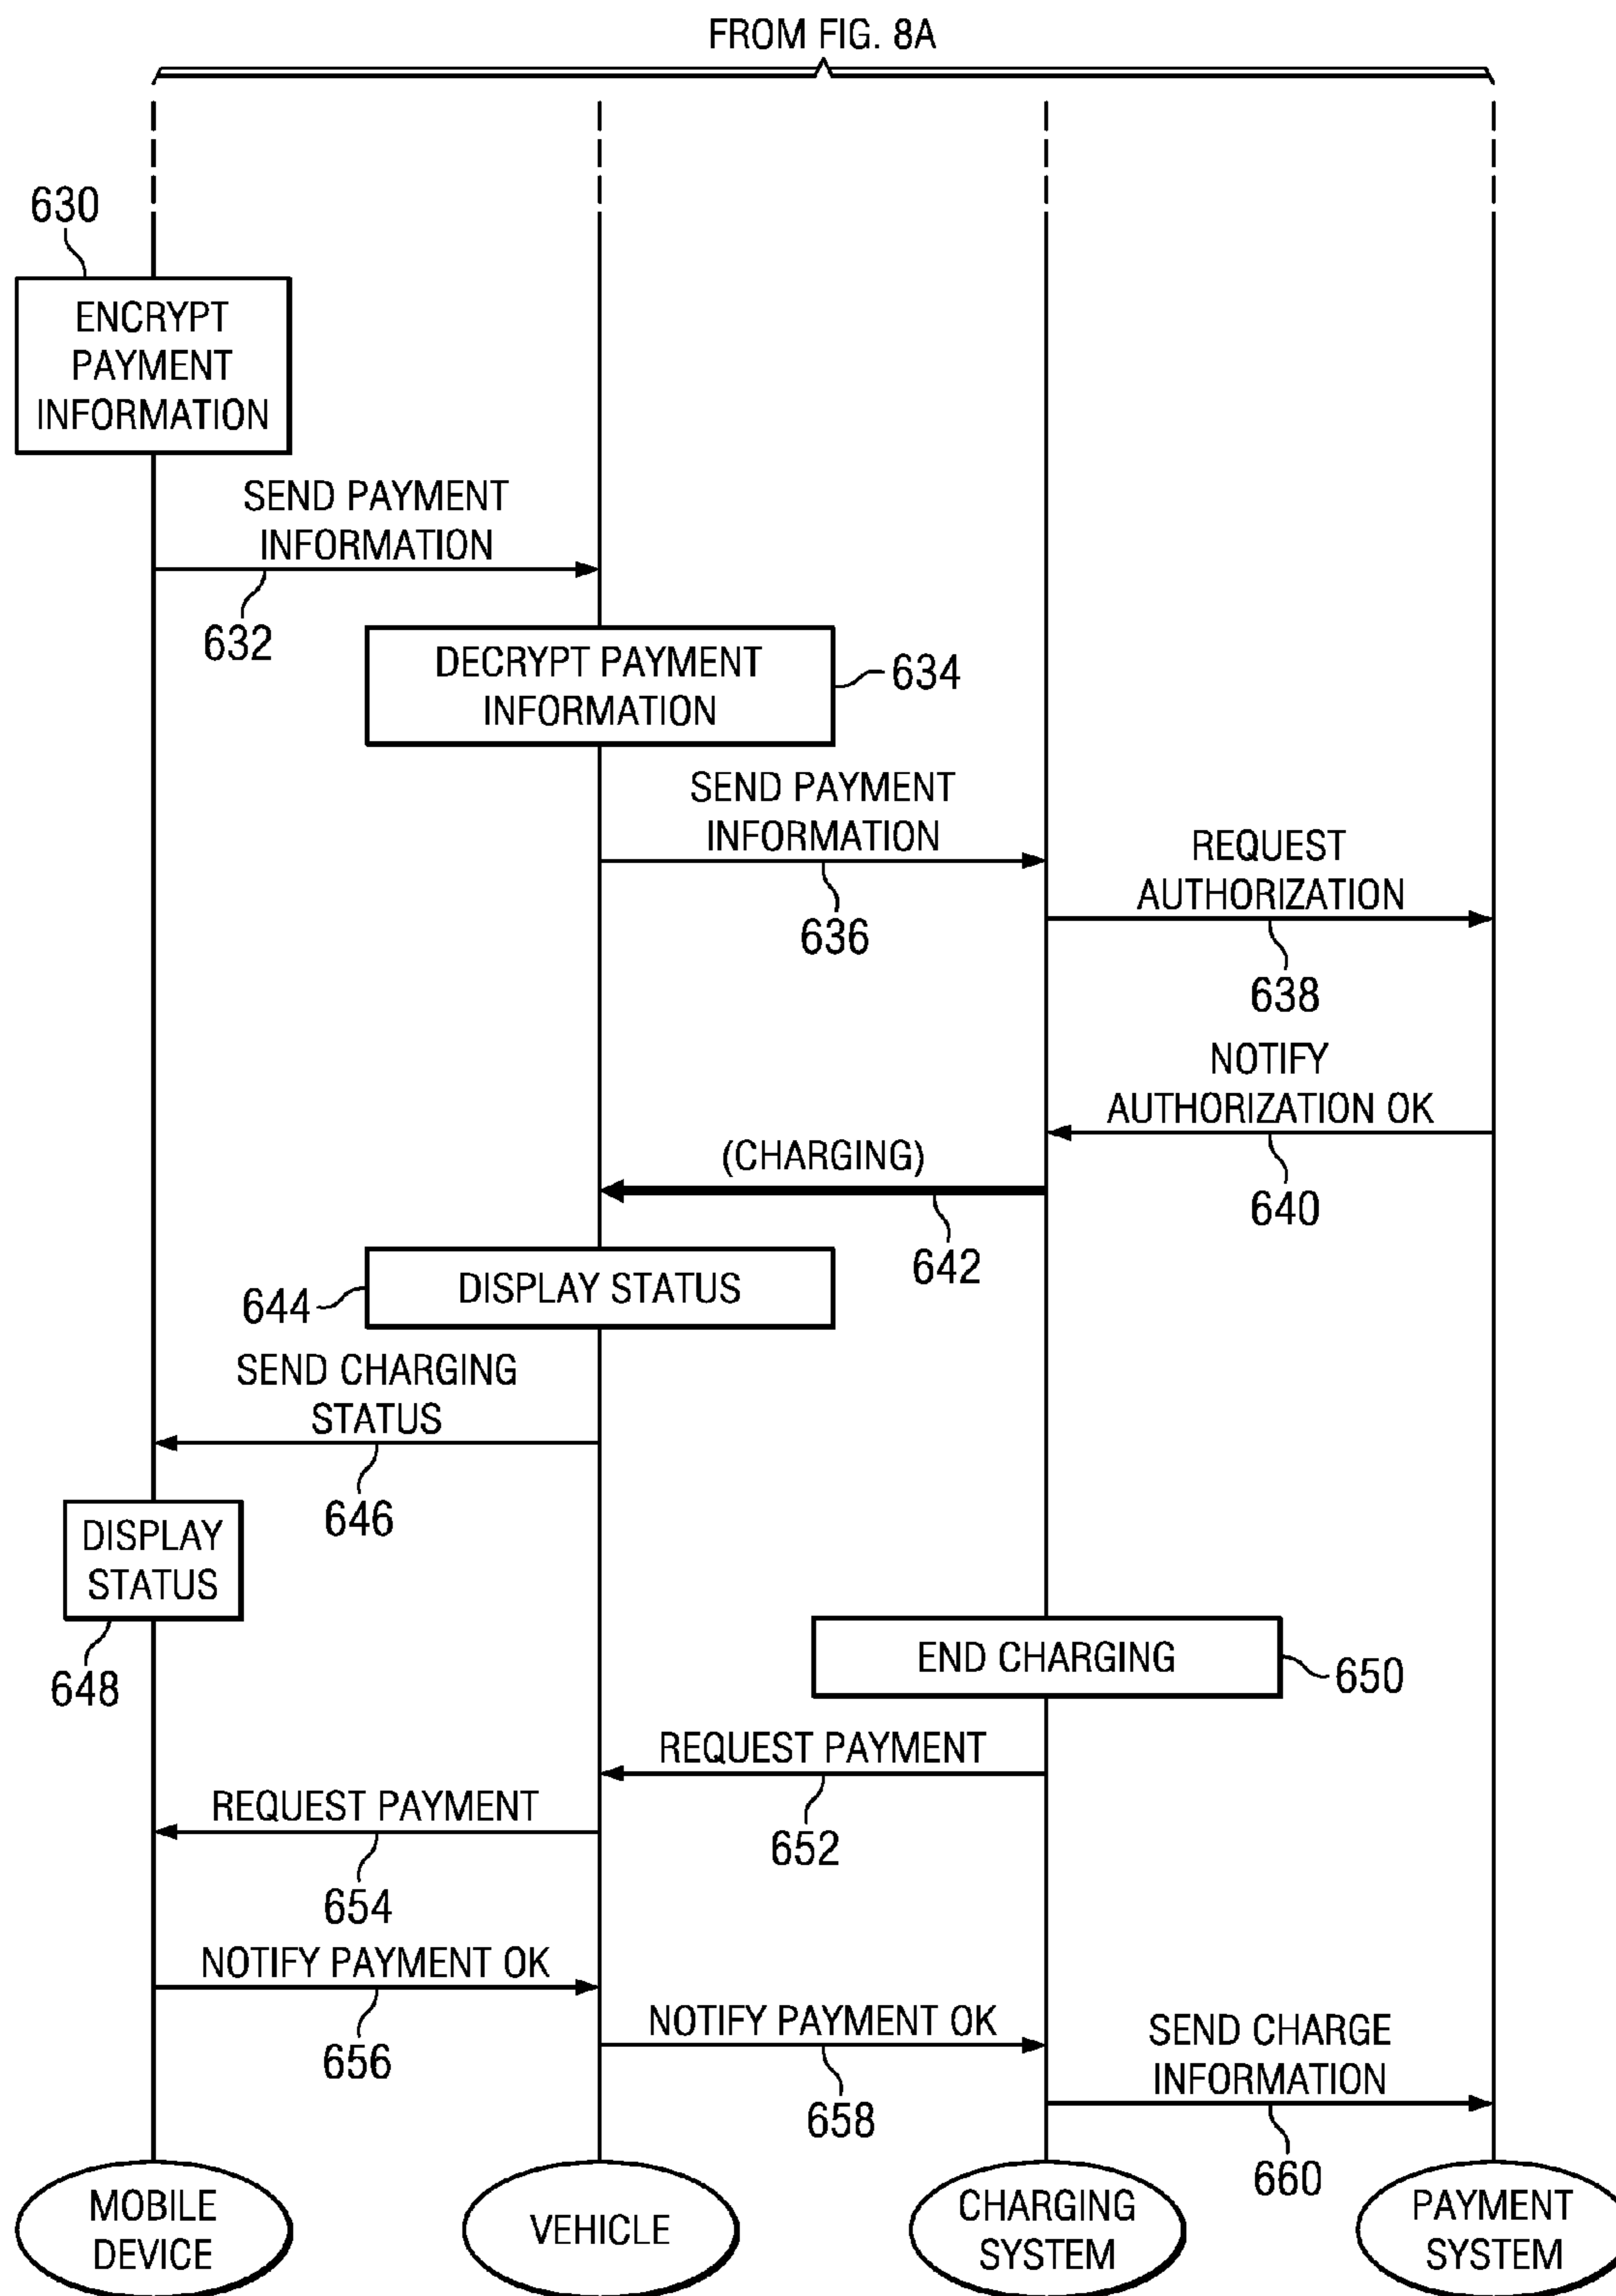 FROM FIG. 8A
630
ENCRYPT
PAYMENT
INFORMATION
SEND PAYMENT
INFORMATION
632
DECRYPT PAYMENT
INFORMATION
634
SEND PAYMENT
INFORMATION
636
REQUEST
AUTHORIZATION
638
NOTIFY
AUTHORIZATION OK
640
(CHARGING)
642
DISPLAY STATUS
644
SEND CHARGING
STATUS
646
DISPLAY
STATUS
648
END CHARGING
650
REQUEST PAYMENT
652
REQUEST PAYMENT
654
NOTIFY PAYMENT OK
656
NOTIFY PAYMENT OK
658
SEND CHARGE
INFORMATION
660
MOBILE
DEVICE
VEHICLE
CHARGING
SYSTEM
PAYMENT
SYSTEM